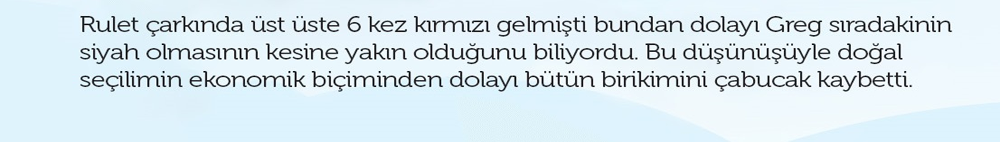 Rulet çarkında üst üste 6 kez kırmızı gelmişti bundan dolayı Greg sıradakinin
siyah olmasının kesine yakın olduğunu biliyordu. Bu düşünüşüyle doğal
seçilimin ekonomik biçiminden dolayı bütün birikimini çabucak kaybetti.